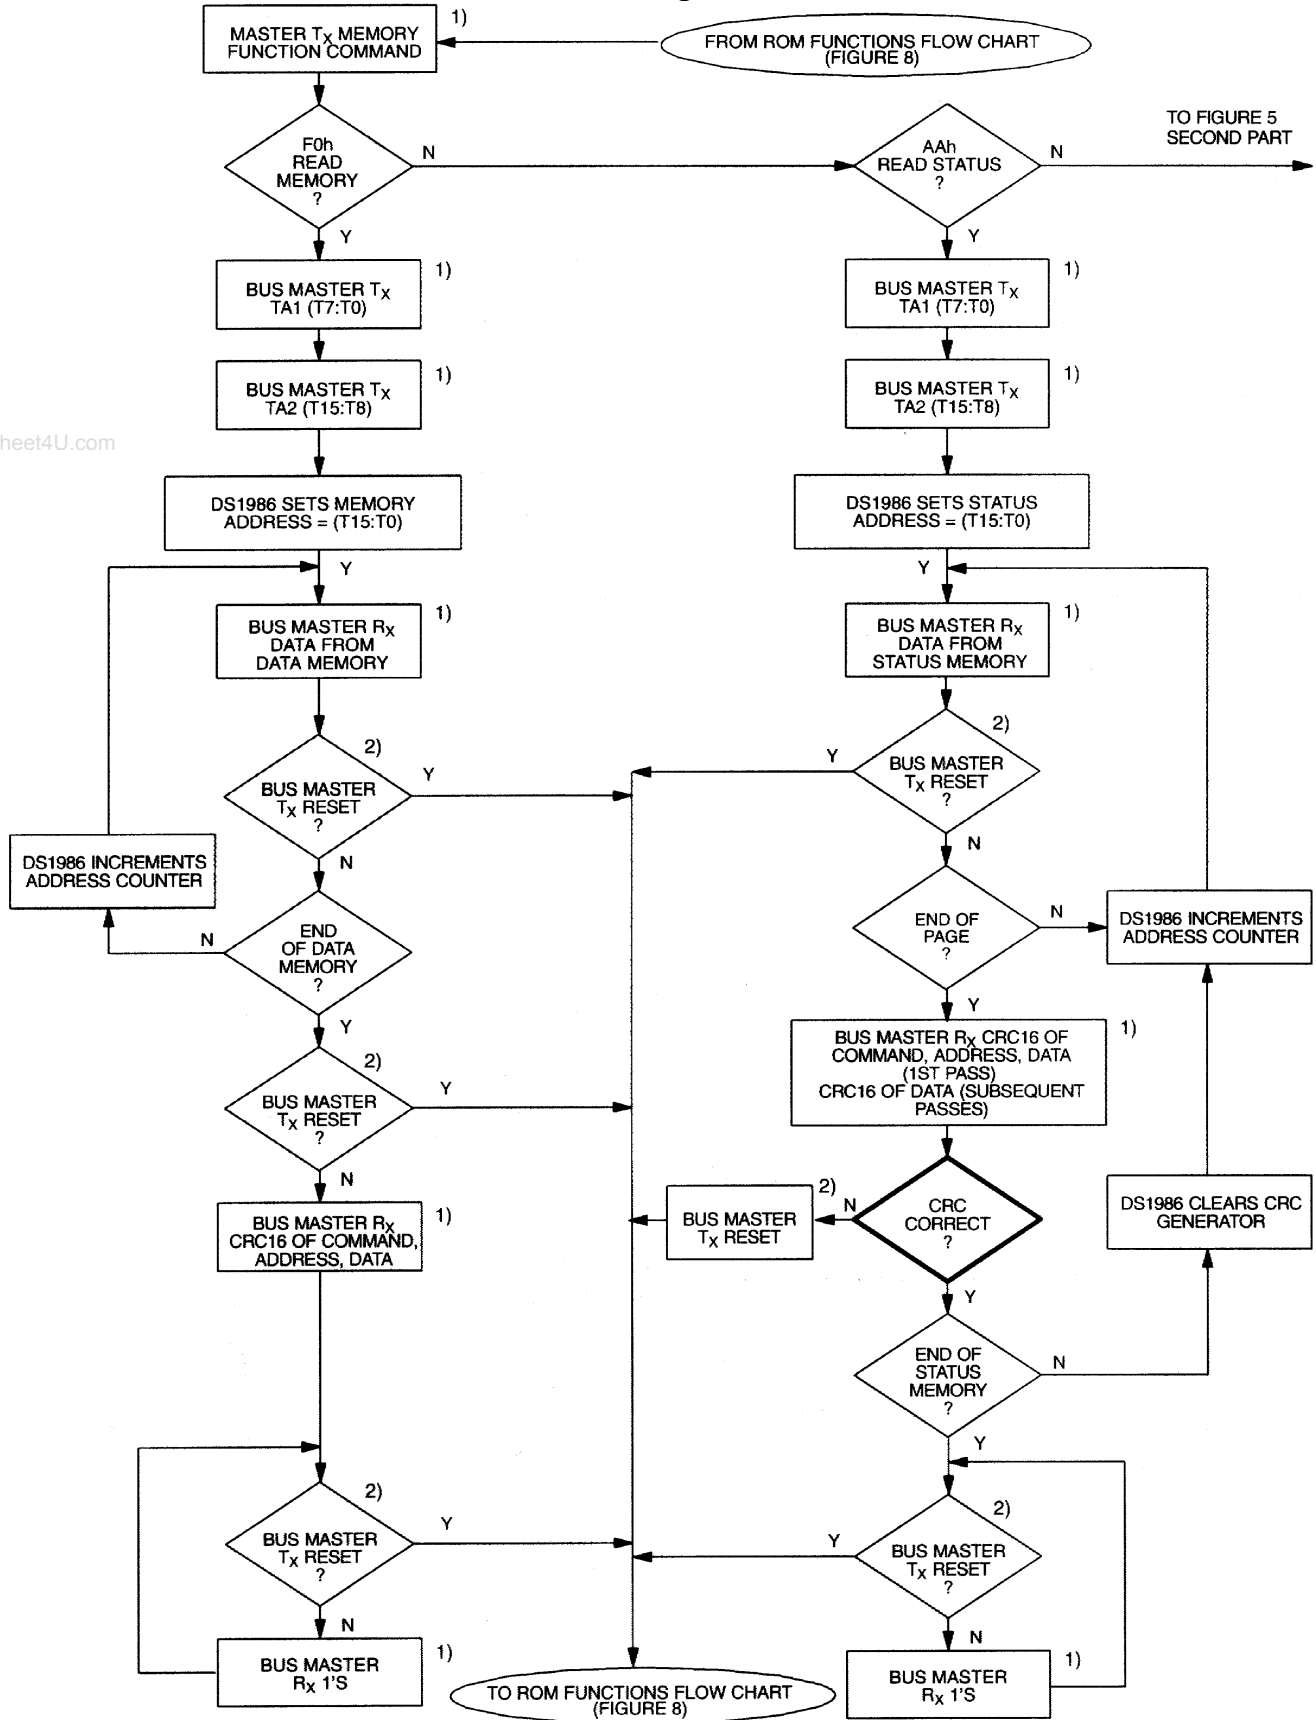 MASTER TX MEMORY
FUNCTION COMMAND
1)
FROM ROM FUNCTIONS FLOW CHART
(FIGURE 8)
F0h
READ
MEMORY
?
N
Y
AAh
READ STATUS
?
N
Y
TO FIGURE 5
SECOND PART
BUS MASTER TX
TA1 (T7:T0)
1)
BUS MASTER TX
TA1 (T7:T0)
1)
BUS MASTER TX
TA2 (T15:T8)
1)
BUS MASTER TX
TA2 (T15:T8)
1)
heet4U.com
DS1986 SETS MEMORY
ADDRESS = (T15:T0)
Y
DS1986 SETS STATUS
ADDRESS = (T15:T0)
Y
BUS MASTER RX
DATA FROM
DATA MEMORY
1)
BUS MASTER RX
DATA FROM
STATUS MEMORY
1)
BUS MASTER
TX RESET
?
2)
Y
N
BUS MASTER
TX RESET
?
2)
Y
N
DS1986 INCREMENTS
ADDRESS COUNTER
END
OF DATA
MEMORY
?
N
Y
END OF
PAGE
?
N
Y
DS1986 INCREMENTS
ADDRESS COUNTER
BUS MASTER
TX RESET
?
2)
Y
N
BUS MASTER RX CRC16 OF
COMMAND, ADDRESS, DATA
(1ST PASS)
CRC16 OF DATA (SUBSEQUENT
PASSES)
1)
BUS MASTER RX
CRC16 OF COMMAND,
ADDRESS, DATA
1)
BUS MASTER
TX RESET
2)
N
CRC
CORRECT
?
Y
DS1986 CLEARS CRC
GENERATOR
END OF
STATUS
MEMORY
?
N
Y
BUS MASTER
TX RESET
?
2)
Y
N
BUS MASTER
TX RESET
?
2)
Y
N
BUS MASTER
RX 1'S
1)
TO ROM FUNCTIONS FLOW CHART
(FIGURE 8)
BUS MASTER
RX 1'S
1)